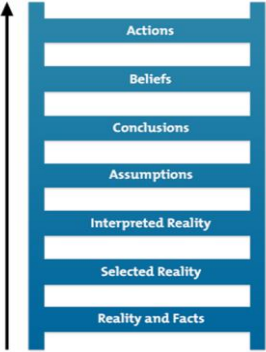 Actions
Beliefs
Conclusions
Assumptions
Interpreted Reality
Selected Reality
Reality and Facts